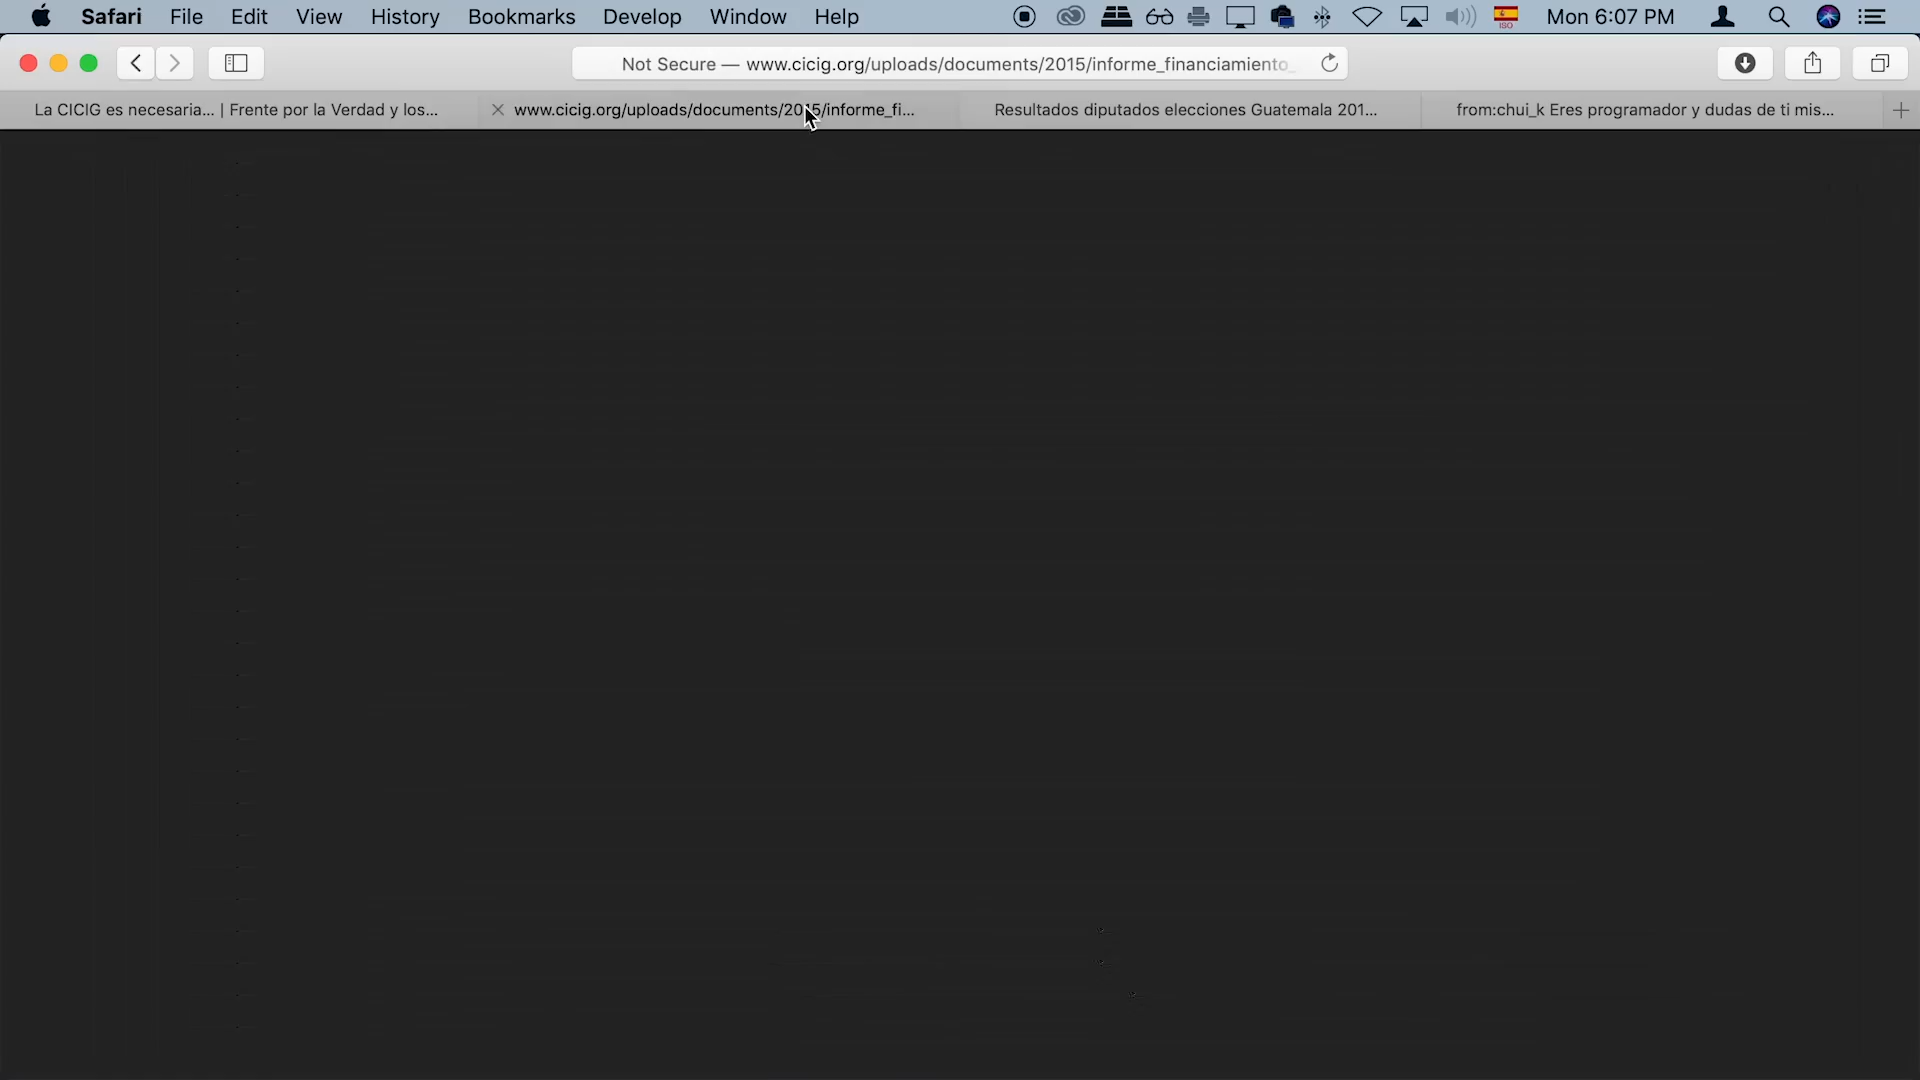 Safari File Edit View History Bookmarks Develop Window Help ISO Mon 6:07 PM
Not Secure — www.cicig.org/uploads/documents/2015/informe_financiamiento_
La CICIG es necesaria... | Frente por la Verdad y los...
www.cicig.org/uploads/documents/2015/informe_fi...
Resultados diputados elecciones Guatemala 201...
from:chui_k Eres programador y dudas de ti mis...